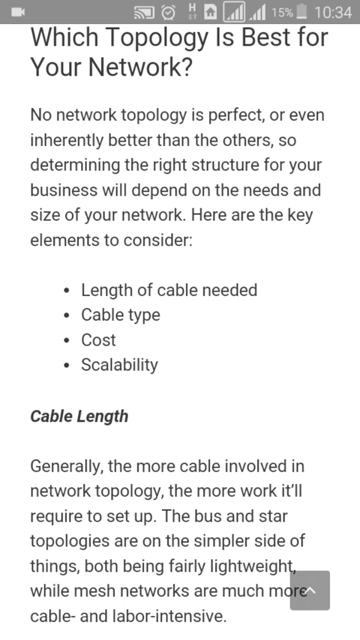 15% 10:34
Which Topology Is Best for
Your Network?
No network topology is perfect, or even
inherently better than the others, so
determining the right structure for your
business will depend on the needs and
size of your network. Here are the key
elements to consider:
• Length of cable needed
• Cable type
• Cost
• Scalability
Cable Length
Generally, the more cable involved in
network topology, the more work it’ll
require to set up. The bus and star
topologies are on the simpler side of
things, both being fairly lightweight,
while mesh networks are much more
cable- and labor-intensive.